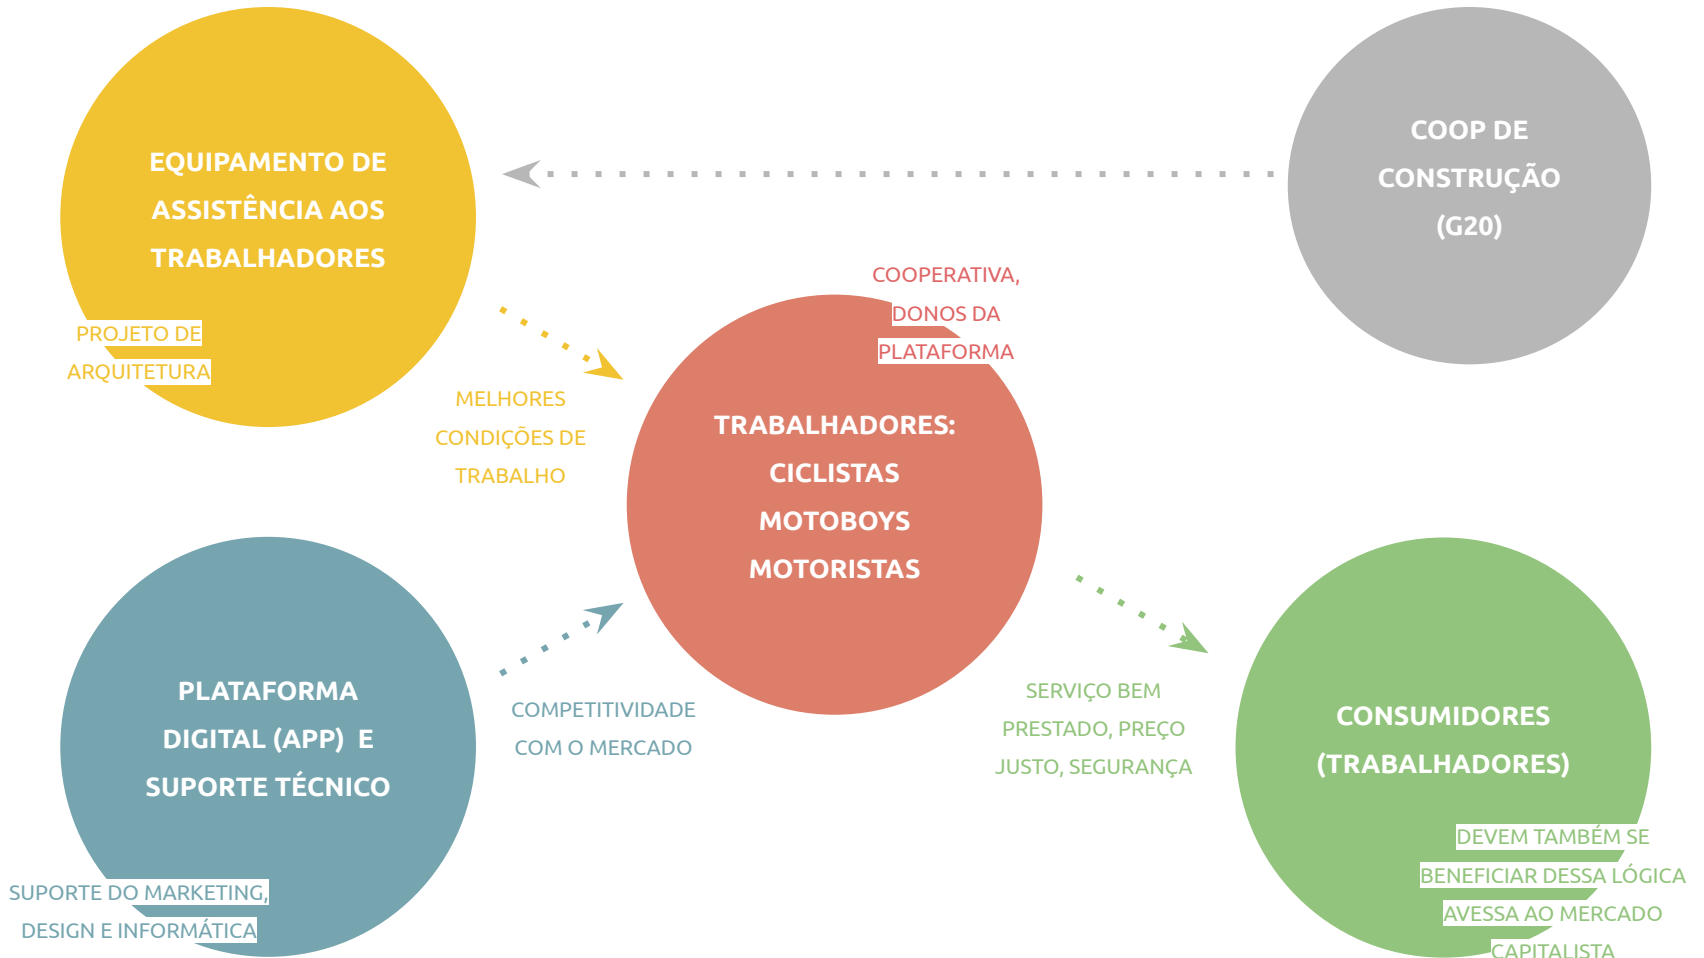 EQUIPAMENTO DE
ASSISTÊNCIA AOS
TRABALHADORES
PROJETO DE
ARQUITETURA
COOP DE
CONSTRUÇÃO
(G20)
COOPERATIVA,
DONOS DA
PLATAFORMA
MELHORES
CONDIÇÕES DE
TRABALHO
TRABALHADORES:
CICLISTAS
MOTOBOYS
MOTORISTAS
PLATAFORMA
DIGITAL (APP) E
SUPORTE TÉCNICO
SUPORTE DO MARKETING,
DESIGN E INFORMÁTICA
COMPETITIVIDADE
COM O MERCADO
SERVIÇO BEM
PRESTADO, PREÇO
JUSTO, SEGURANÇA
CONSUMIDORES
(TRABALHADORES)
DEVEM TAMBÉM SE
BENEFICIAR DESSA LÓGICA
AVESSA AO MERCADO
CAPITALISTA